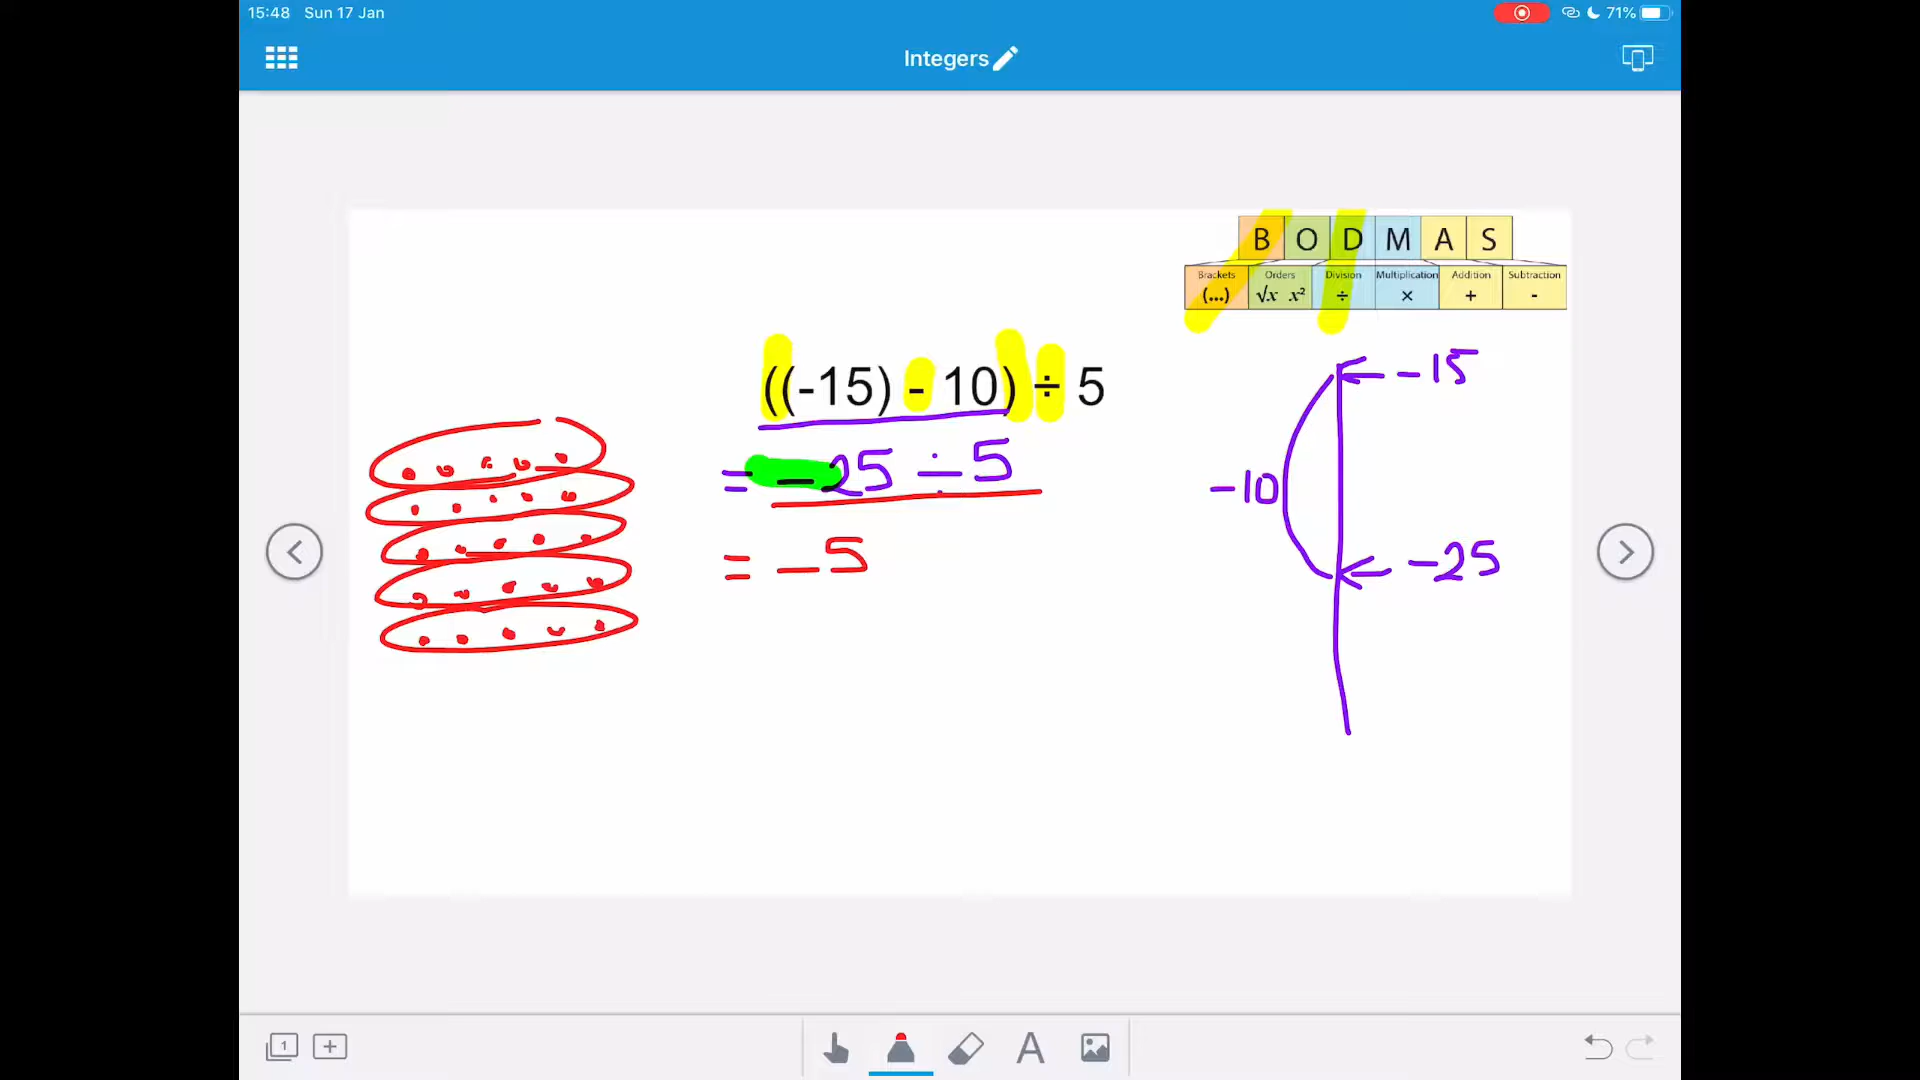 15:48 Sun 17 Jan
71%
Integers
B O D M A S
Brackets Orders Division Multiplication Addition Subtraction
(...) √x x² ÷ × + -
((-15) - 10) ÷ 5
= -25 ÷ 5
= -5
-15
-10
-25
1
A